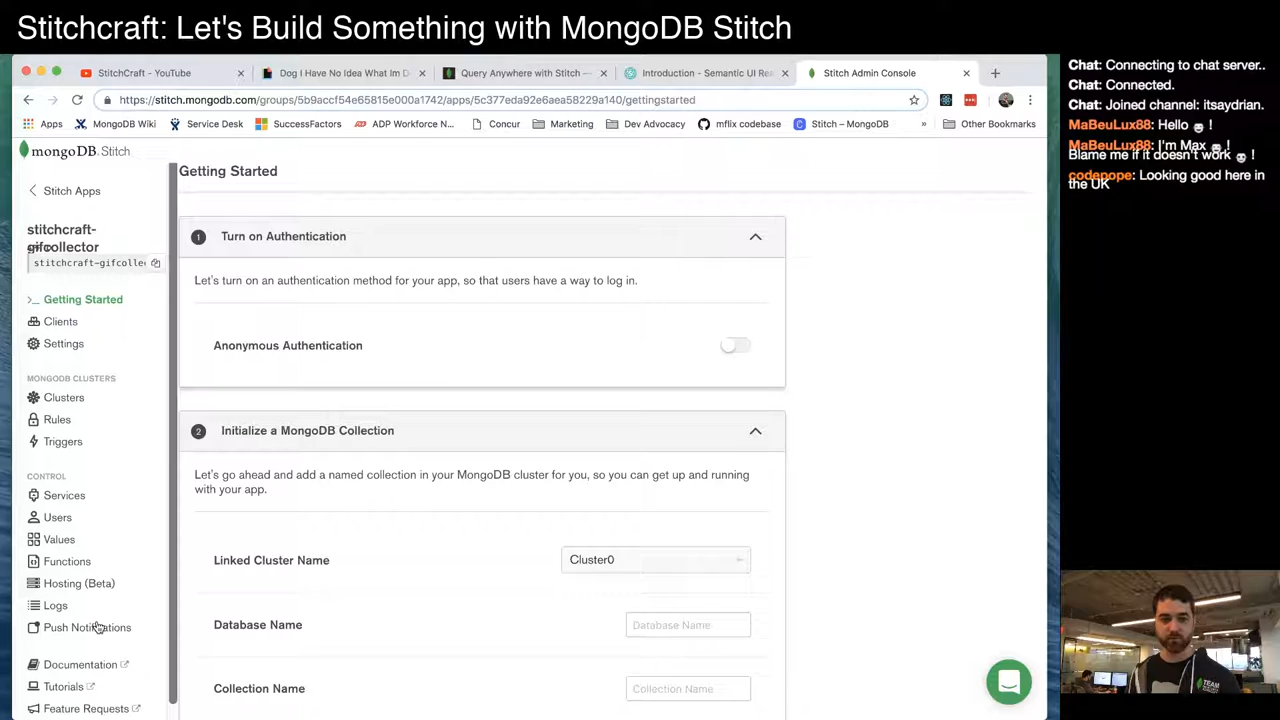 Stitchcraft: Let's Build Something with MongoDB Stitch
StitchCraft - YouTube
Dog I Have No Idea What Im D
Query Anywhere with Stitch —
Introduction - Semantic UI Rea
Stitch Admin Console
https://stitch.mongodb.com/groups/5b9accf54e65815e000a1742/apps/5c377eda92e6aea58229a140/gettingstarted
Apps
MongoDB Wiki
Service Desk
SuccessFactors
ADP Workforce N...
Concur
Marketing
Dev Advocacy
mflix codebase
Stitch – MongoDB
»
Other Bookmarks
mongoDB. Stitch
Stitch Apps
stitchcraft-
gifcollector
stitchcraft-gifcollec
Getting Started
Clients
Settings
MONGODB CLUSTERS
Clusters
Rules
Triggers
CONTROL
Services
Users
Values
Functions
Hosting (Beta)
Logs
Push Notifications
Documentation
Tutorials
Feature Requests
Getting Started
1 Turn on Authentication
Let's turn on an authentication method for your app, so that users have a way to log in.
Anonymous Authentication
2 Initialize a MongoDB Collection
Let's go ahead and add a named collection in your MongoDB cluster for you, so you can get up and running
with your app.
Linked Cluster Name
Cluster0
Database Name
Database Name
Collection Name
Collection Name
Chat: Connecting to chat server..
Chat: Connected.
Chat: Joined channel: itsaydrian.
MaBeuLux88: Hello !
MaBeuLux88: I'm Max !
Blame me if it doesn't work !
codepope: Looking good here in
the UK
TEAM